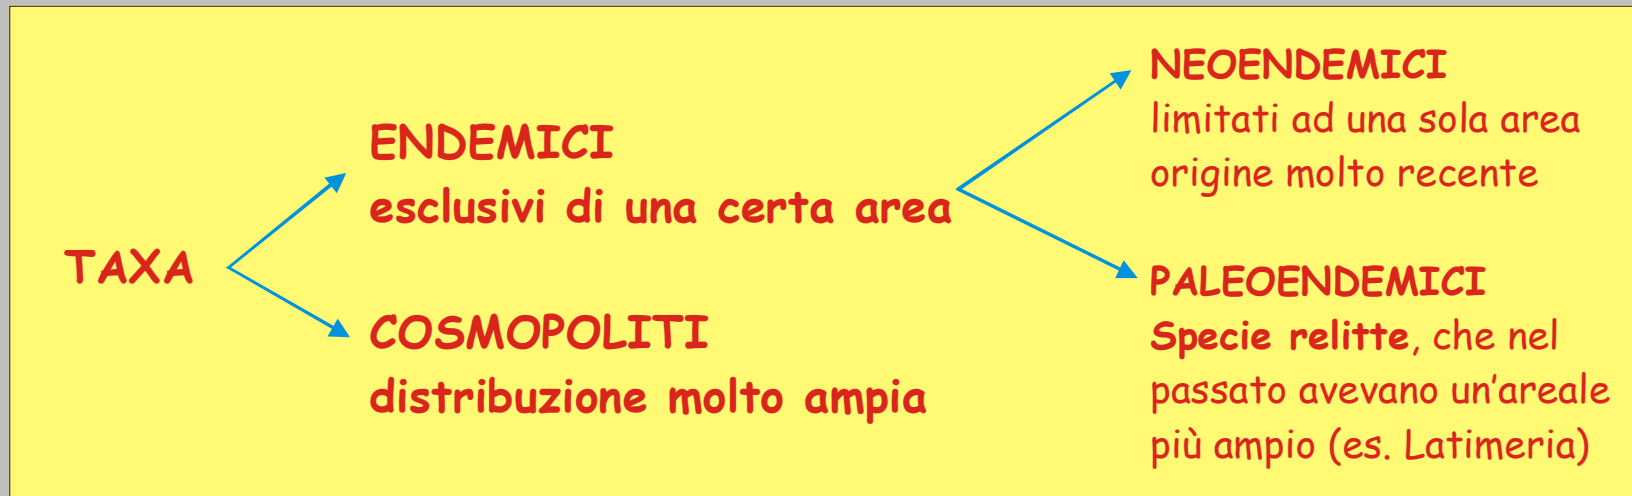 TAXA
ENDEMICI
esclusivi di una certa area
COSMOPOLITI
distribuzione molto ampia
NEOENDEMICI
limitati ad una sola area
origine molto recente
PALEOENDEMICI
Specie relitte, che nel
passato avevano un'areale
più ampio (es. Latimeria)